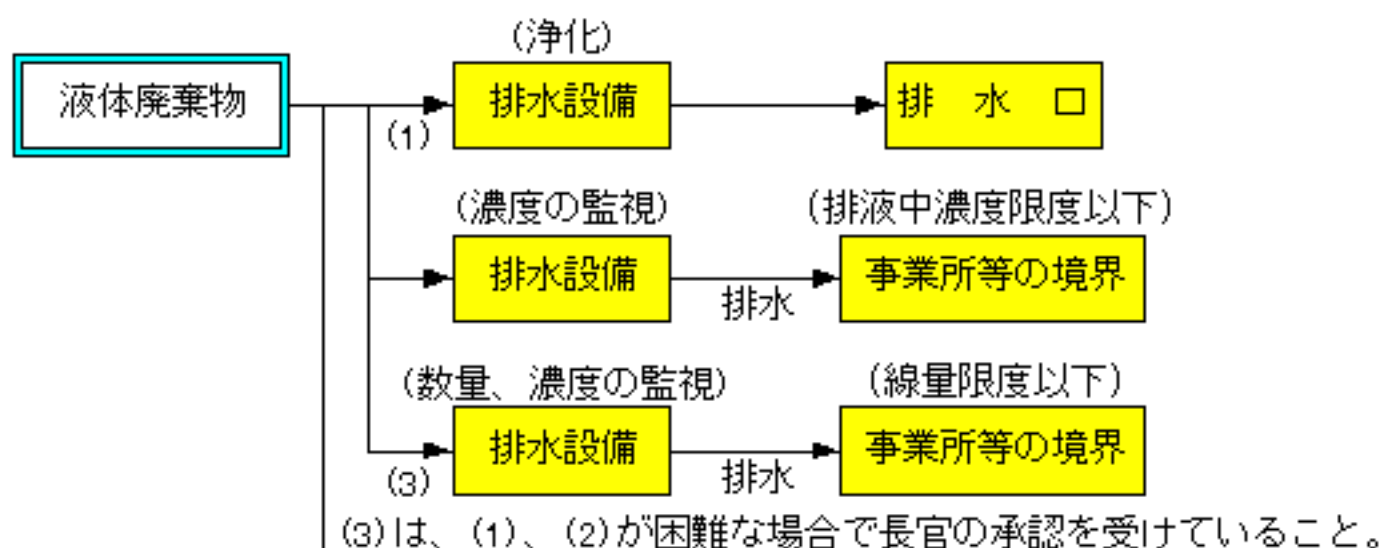 (浄化)
液体廃棄物
排水設備
排 水 口
(1)
(濃度の監視)
(排液中濃度限度以下)
排水設備
事業所等の境界
排水
(数量、濃度の監視)
(線量限度以下)
排水設備
事業所等の境界
(3)
排水
(3)は、(1)、(2)が困難な場合で長官の承認を受けていること。